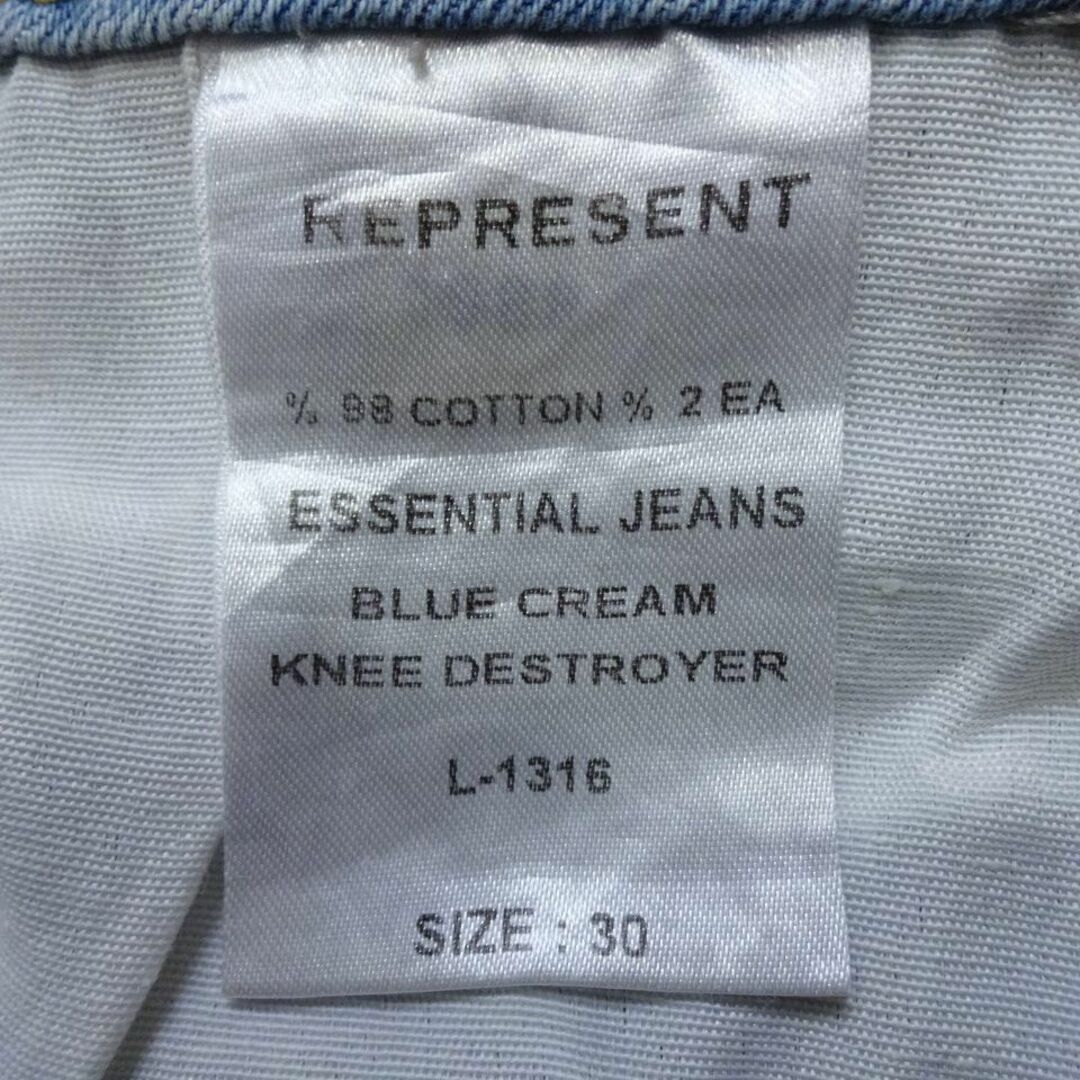 REPRESENT
% 98 COTTON % 2 EA
ESSENTIAL JEANS
BLUE CREAM
KNEE DESTROYER
L-1316
SIZE : 30